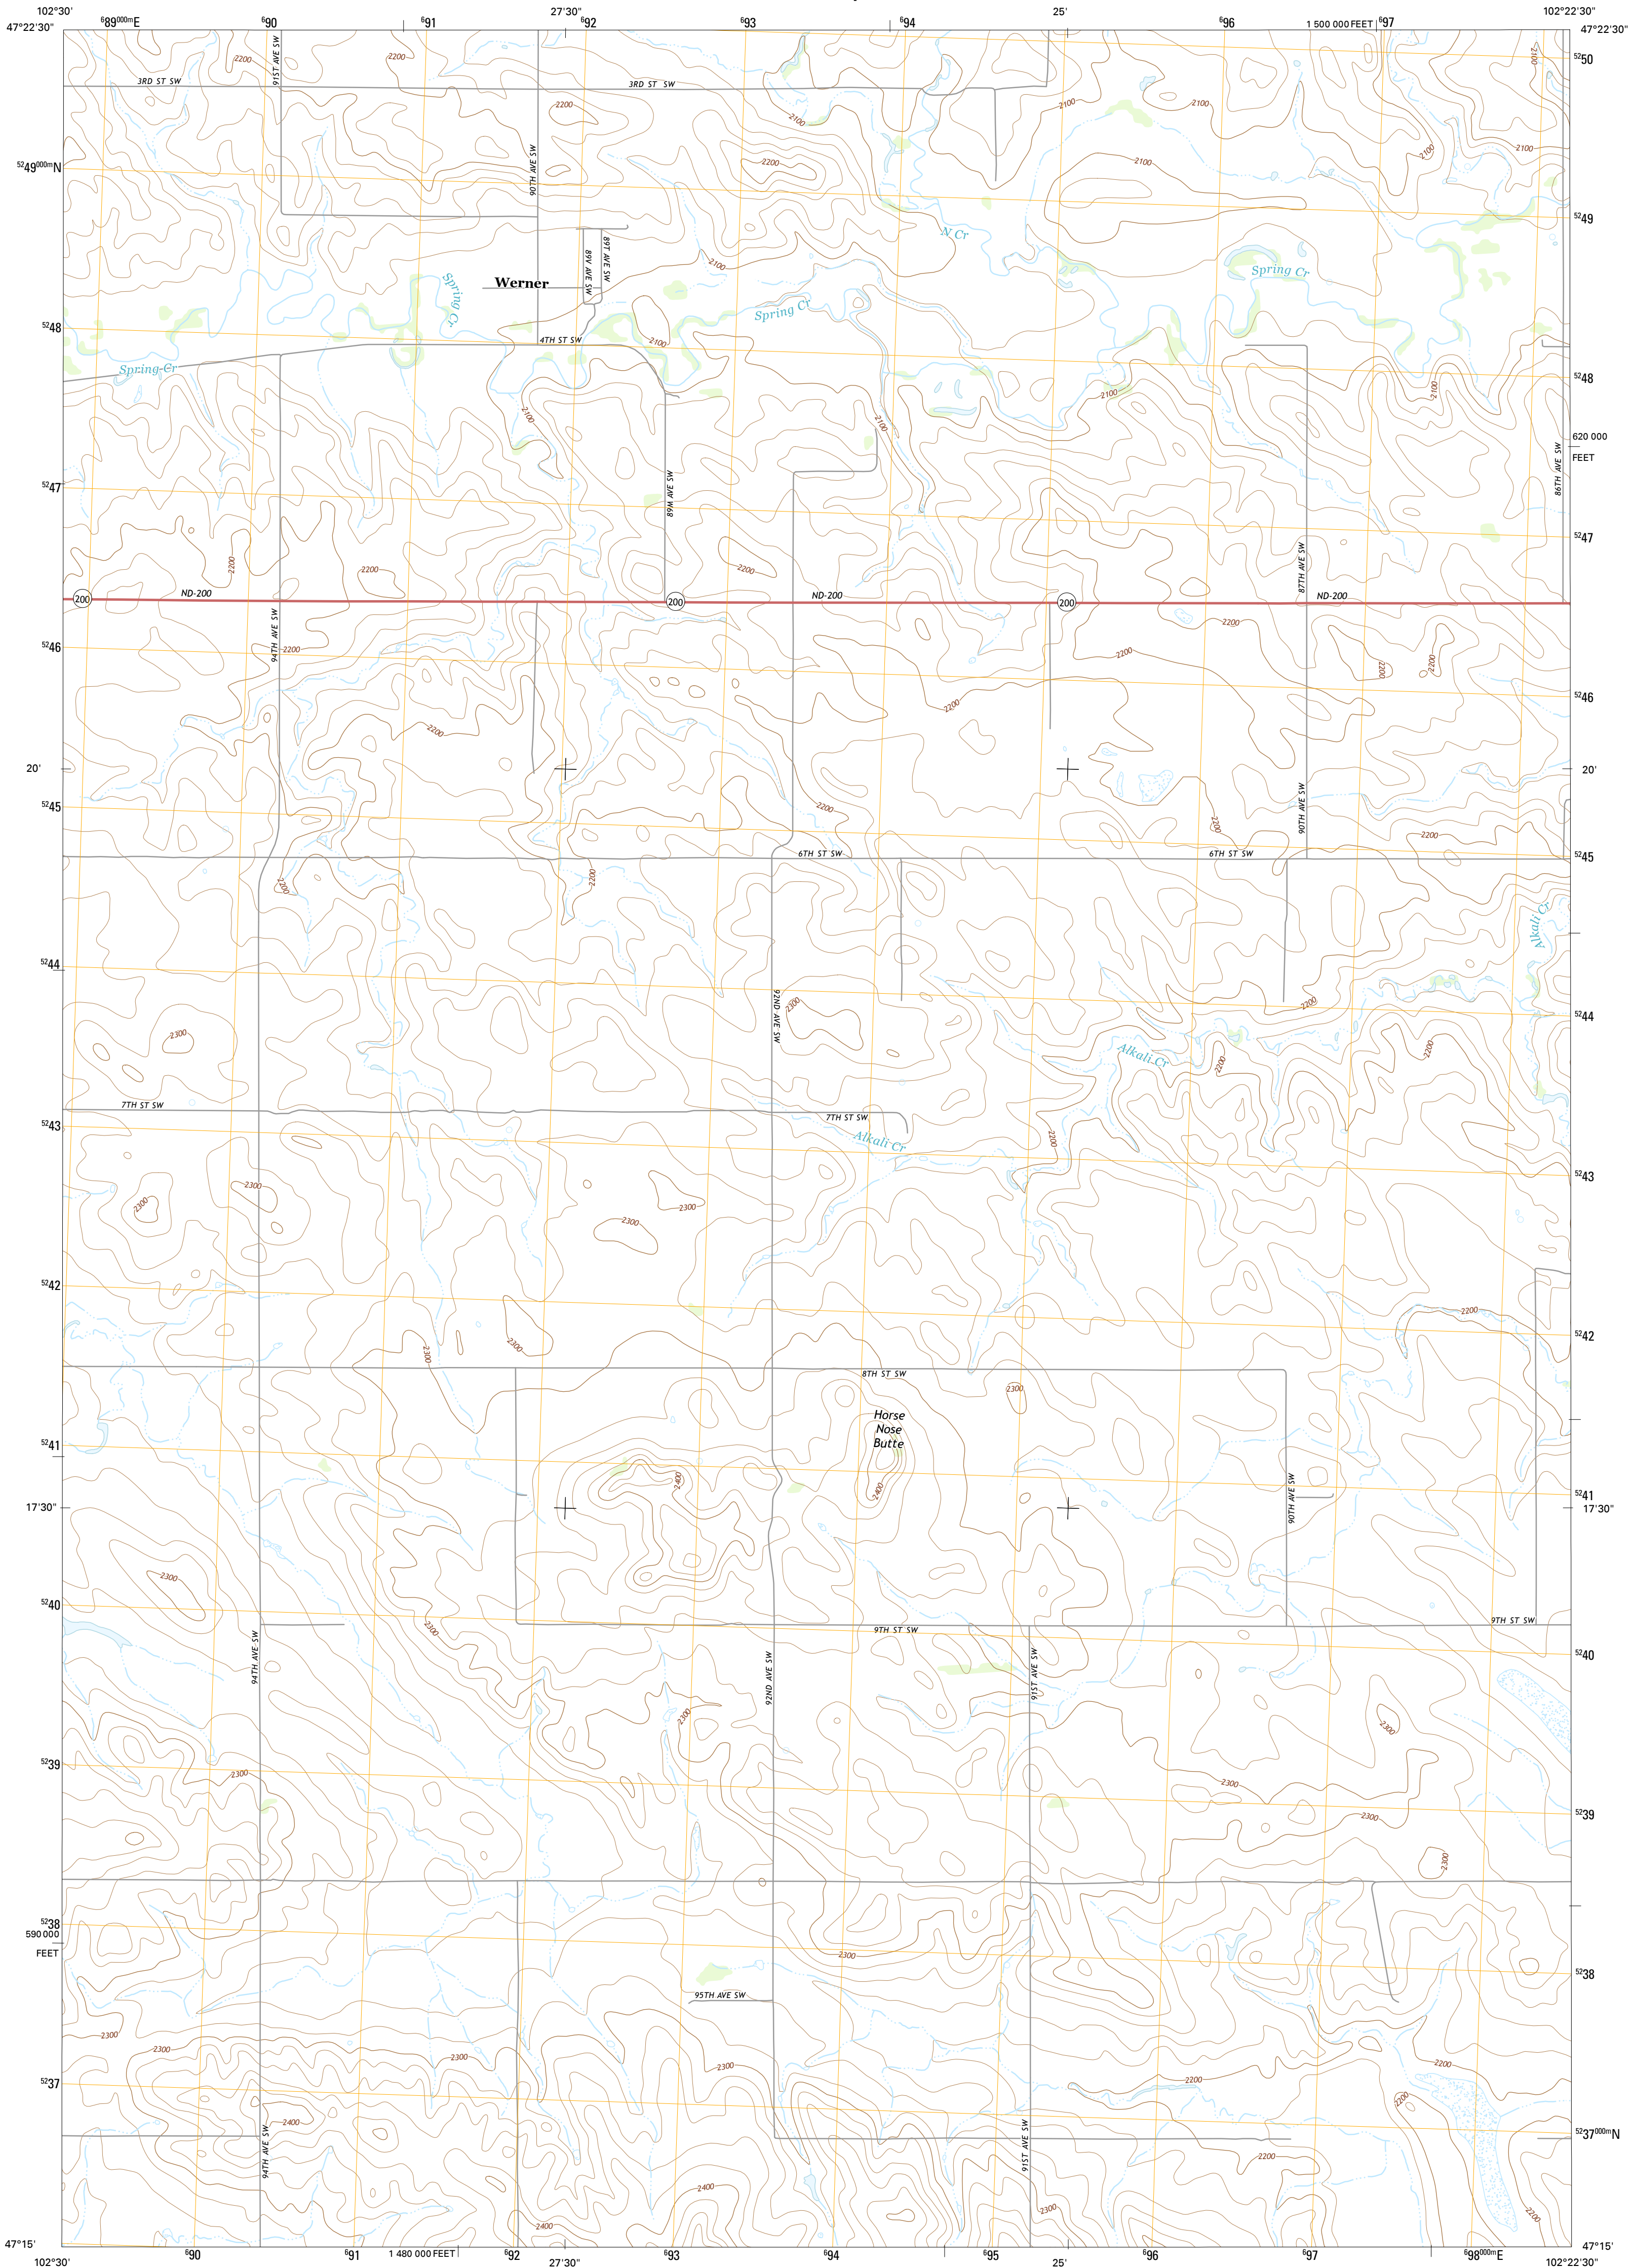 102°30' ⁶89⁰⁰⁰ᵐE ⁶90 ⁶91 27'30" ⁶92 ⁶93 ⁶94 25' ⁶96 1 500 000 FEET ⁶97 102°22'30"
47°22'30" 47°22'30"
91ST AVE SW
2200
2200
2100
⁵²50
3RD ST SW
3RD ST SW
2200
2100
2100
2100
90TH AVE SW
2200
2100
2100
2100
⁵²49⁰⁰⁰ᵐN
⁵²49
N Cr
89V AVE SW
89T AVE SW
2100
Spring Cr
Spring Cr
Werner
Spring Cr
⁵²48
4TH ST SW
2100
Spring Cr
⁵²48
2100
2100
2100
2100
620 000
FEET
86TH AVE SW
⁵²47
89M AVE SW
⁵²47
2200
2200
2200
87TH AVE SW
200
ND-200
200
ND-200
200
ND-200
94TH AVE SW
2200
2200
⁵²46
2200
2200
2200
2200
⁵²46
2200
20'
20'
⁵²45
2200
90TH AVE SW
2200
2200
6TH ST SW
6TH ST SW
⁵²45
2200
2200
Alkali Cr
⁵²44
92ND AVE SW
2300
2200
⁵²44
2300
Alkali Cr
2200
2200
7TH ST SW
7TH ST SW
⁵²43
Alkali Cr
2200
⁵²43
2300
2300
2300
2300
⁵²42
2200
2300
2300
⁵²42
8TH ST SW
2300
Horse
Nose
Butte
⁵²41
2400
2400
90TH AVE SW
⁵²41
17'30"
17'30"
2300
⁵²40
2300
94TH AVE SW
9TH ST SW
9TH ST SW
92ND AVE SW
91ST AVE SW
⁵²40
2300
2300
⁵²39
2300
2300
2300
⁵²39
2300
⁵²38
590 000
FEET
2300
⁵²38
95TH AVE SW
2300
2300
2300
2300
2200
⁵²37
2200
2200
2400
94TH AVE SW
91ST AVE SW
⁵²37⁰⁰⁰ᵐN
2200
2400
2300
2200
2400
47°15' 47°15'
102°30' ⁶90 ⁶91 1 480 000 FEET ⁶92 27'30" ⁶93 ⁶94 ⁶95 25' ⁶96 ⁶97 ⁶98⁰⁰⁰ᵐE 102°22'30"